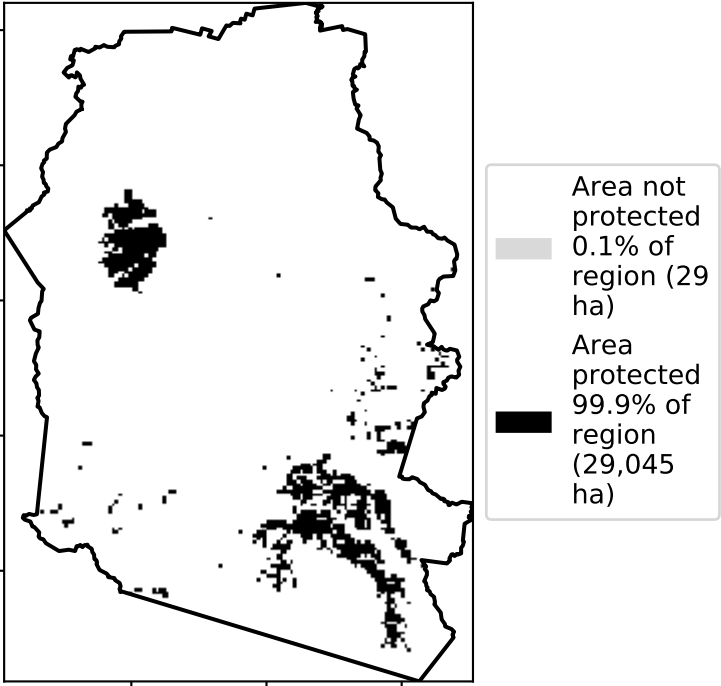 Area not
protected
0.1% of
region (29
ha)
Area
protected
99.9% of
region
(29,045
ha)